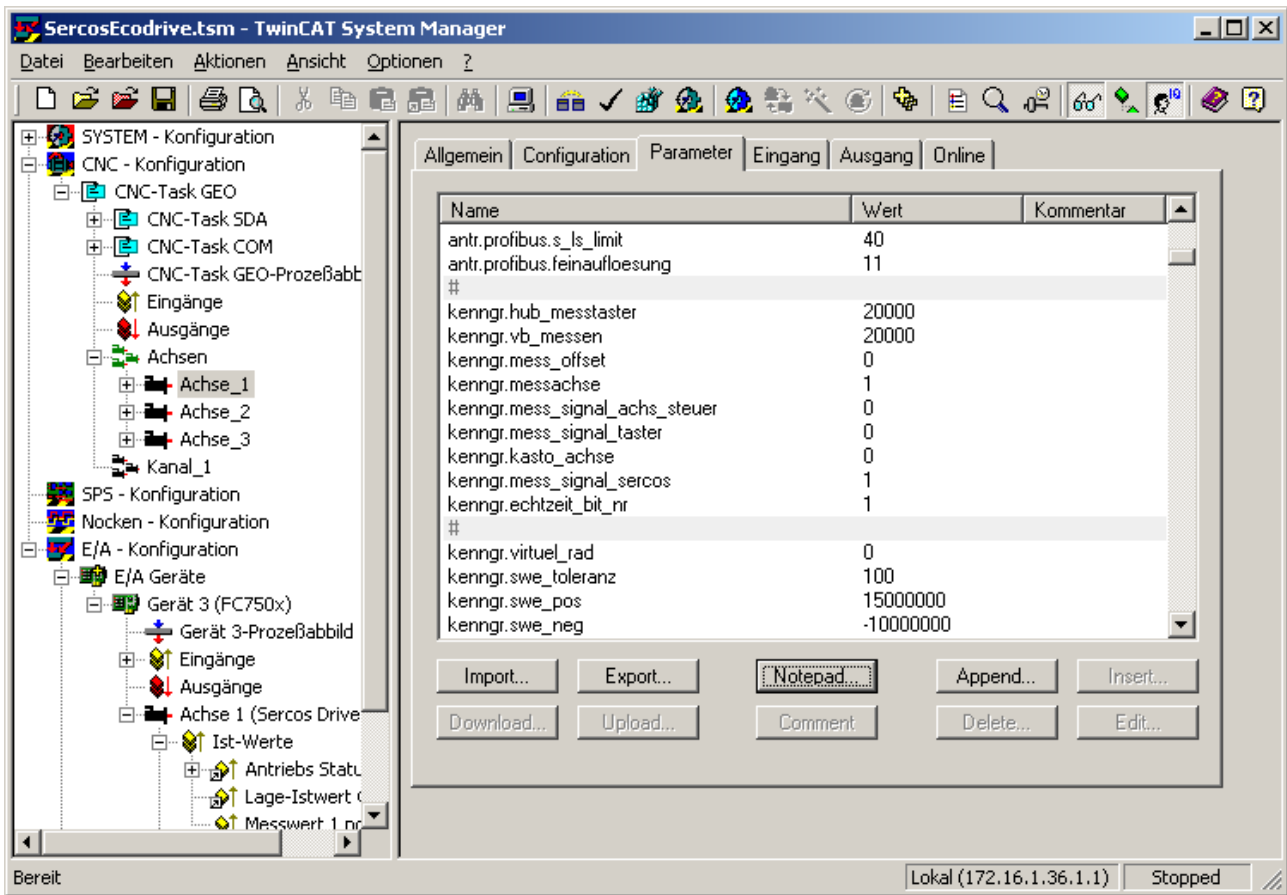 SercosEcodrive.tsm - TwinCAT System Manager
Datei Bearbeiten Aktionen Ansicht Optionen ?
SYSTEM - Konfiguration
CNC - Konfiguration
CNC-Task GEO
CNC-Task SDA
CNC-Task COM
CNC-Task GEO-Prozeßabb
Eingänge
Ausgänge
Achsen
Achse_1
Achse_2
Achse_3
Kanal_1
SPS - Konfiguration
Nocken - Konfiguration
E/A - Konfiguration
E/A Geräte
Gerät 3 (FC750x)
Gerät 3-Prozeßabbild
Eingänge
Ausgänge
Achse 1 (Sercos Drive
Ist-Werte
Antriebs Statu
Lage-Istwert
Messwert 1
Allgemein Configuration Parameter Eingang Ausgang Online
Name Wert Kommentar
antr.profibus.s_ls_limit 40
antr.profibus.feinaufloesung 11
#
kenngr.hub_messtaster 20000
kenngr.vb_messen 20000
kenngr.mess_offset 0
kenngr.messachse 1
kenngr.mess_signal_achs_steuer 0
kenngr.mess_signal_taster 0
kenngr.kasto_achse 0
kenngr.mess_signal_sercos 1
kenngr.echtzeit_bit_nr 1
#
kenngr.virtuel_rad 0
kenngr.swe_toleranz 100
kenngr.swe_pos 15000000
kenngr.swe_neg -10000000
Import... Export... Notepad... Append... Insert...
Download... Upload... Comment Delete... Edit...
Bereit Lokal (172.16.1.36.1.1) Stopped